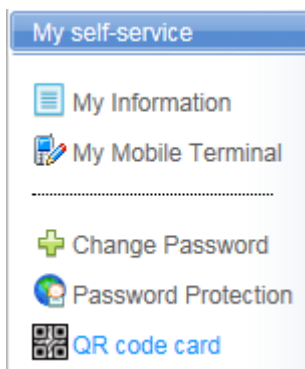 My self-service
My Information
My Mobile Terminal
Change Password
Password Protection
QR code card